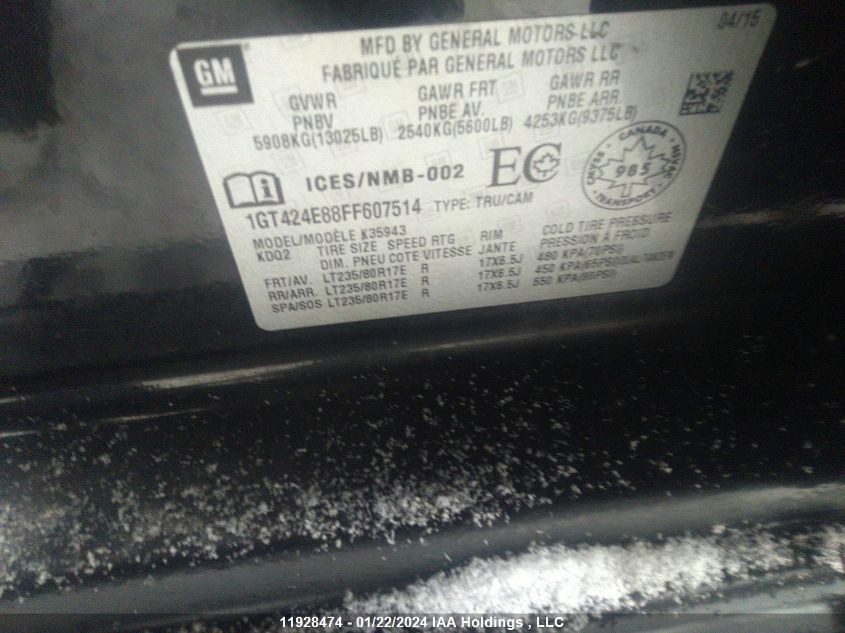 04/15
GM
MFD BY GENERAL MOTORS LLC
FABRIQUÉ PAR GENERAL MOTORS LLC
GVWR GAWR FRT GAWR RR
PNBV PNBE AV. PNBE ARR
5908KG(13025LB) 2540KG(5600LB) 4253KG(9375LB)
ICES/NMB-002 EC
CANADA
985
TRANSPORT
1GT424E88FF607514 TYPE: TRU/CAM
MODEL/MODÈLE K35943
KDQ2 TIRE SIZE SPEED RTG RIM COLD TIRE PRESSURE
DIM. PNEU COTE VITESSE JANTE PRESSION A FROID
FRT/AV. LT235/80R17E R 17X6.5J 480 KPA(70PSI)
RR/ARR. LT235/80R17E R 17X6.5J 450 KPA(65PSI)
SPA/SOS LT235/80R17E R 17X6.5J 550 KPA(80PSI)
11928474 - 01/22/2024 IAA Holdings , LLC